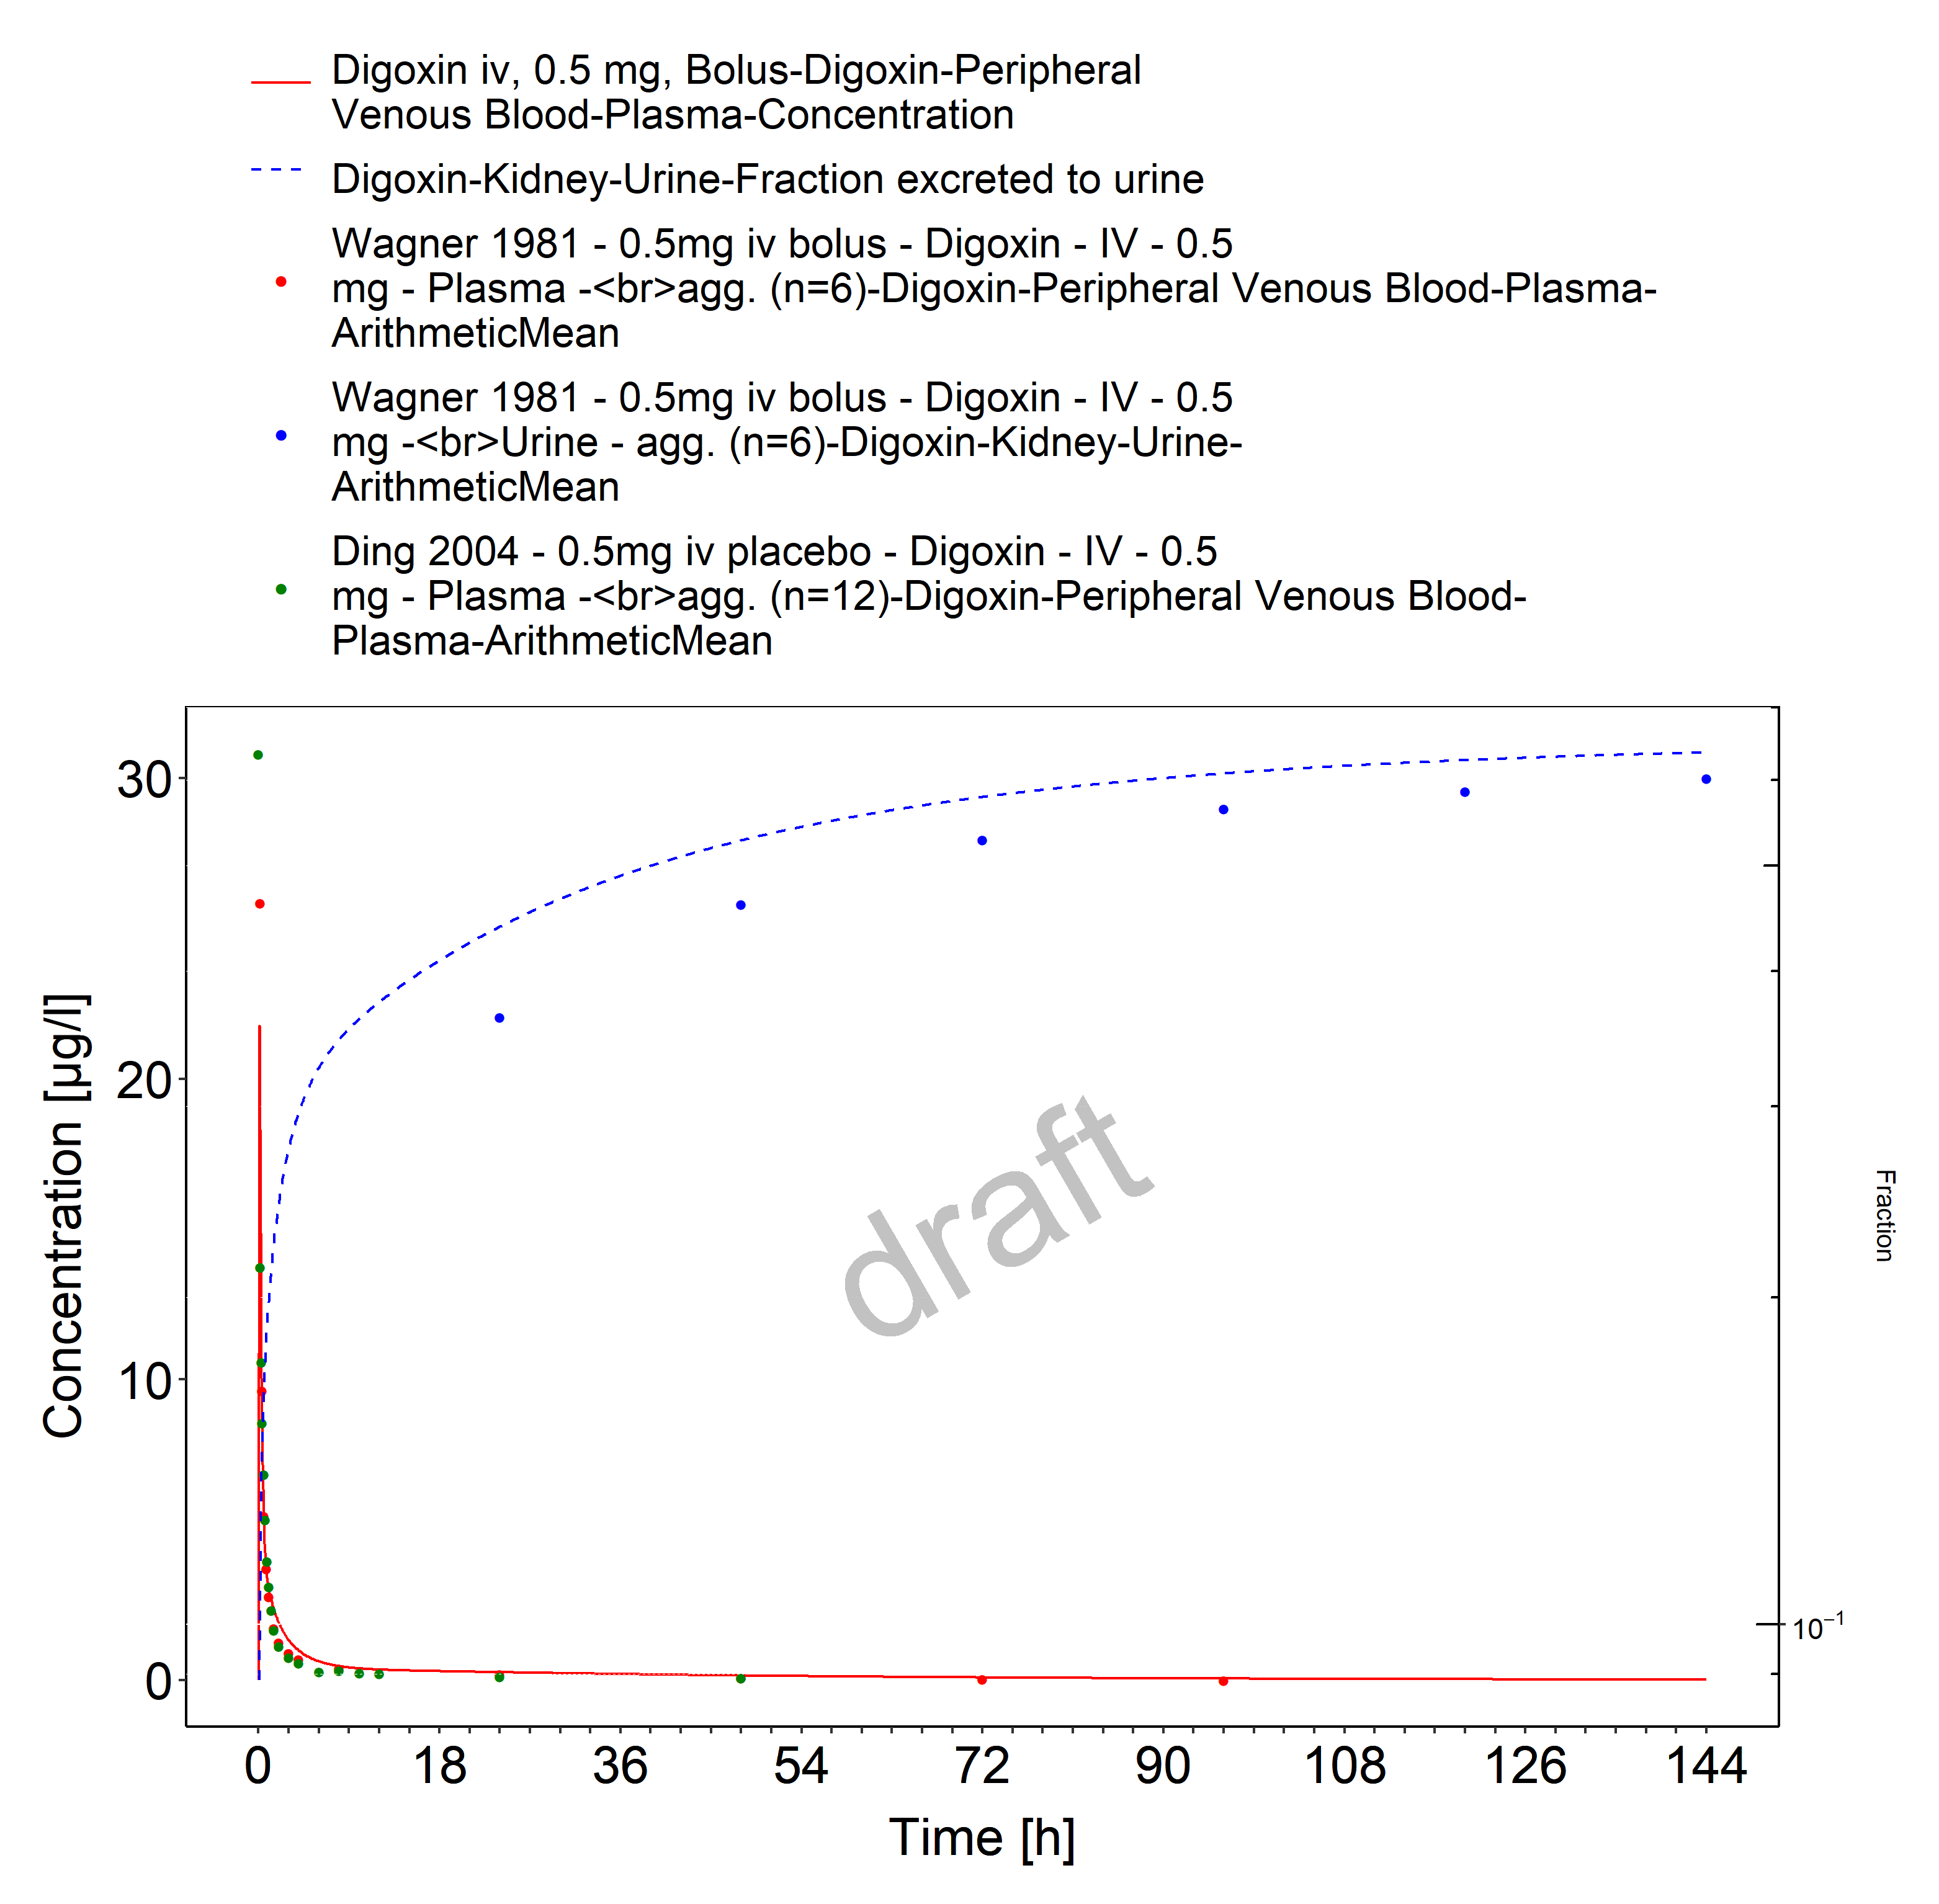 Digoxin iv, 0.5 mg, Bolus-Digoxin-Peripheral
Venous Blood-Plasma-Concentration
Digoxin-Kidney-Urine-Fraction excreted to urine
Wagner 1981 - 0.5mg iv bolus - Digoxin - IV - 0.5
mg - Plasma -<br>agg. (n=6)-Digoxin-Peripheral Venous Blood-Plasma-
ArithmeticMean
Wagner 1981 - 0.5mg iv bolus - Digoxin - IV - 0.5
mg -<br>Urine - agg. (n=6)-Digoxin-Kidney-Urine-
ArithmeticMean
Ding 2004 - 0.5mg iv placebo - Digoxin - IV - 0.5
mg - Plasma -<br>agg. (n=12)-Digoxin-Peripheral Venous Blood-
Plasma-ArithmeticMean
Concentration [µg/l]
30
20
10
0
draft
Fraction
10⁻¹
0 18 36 54 72 90 108 126 144
Time [h]